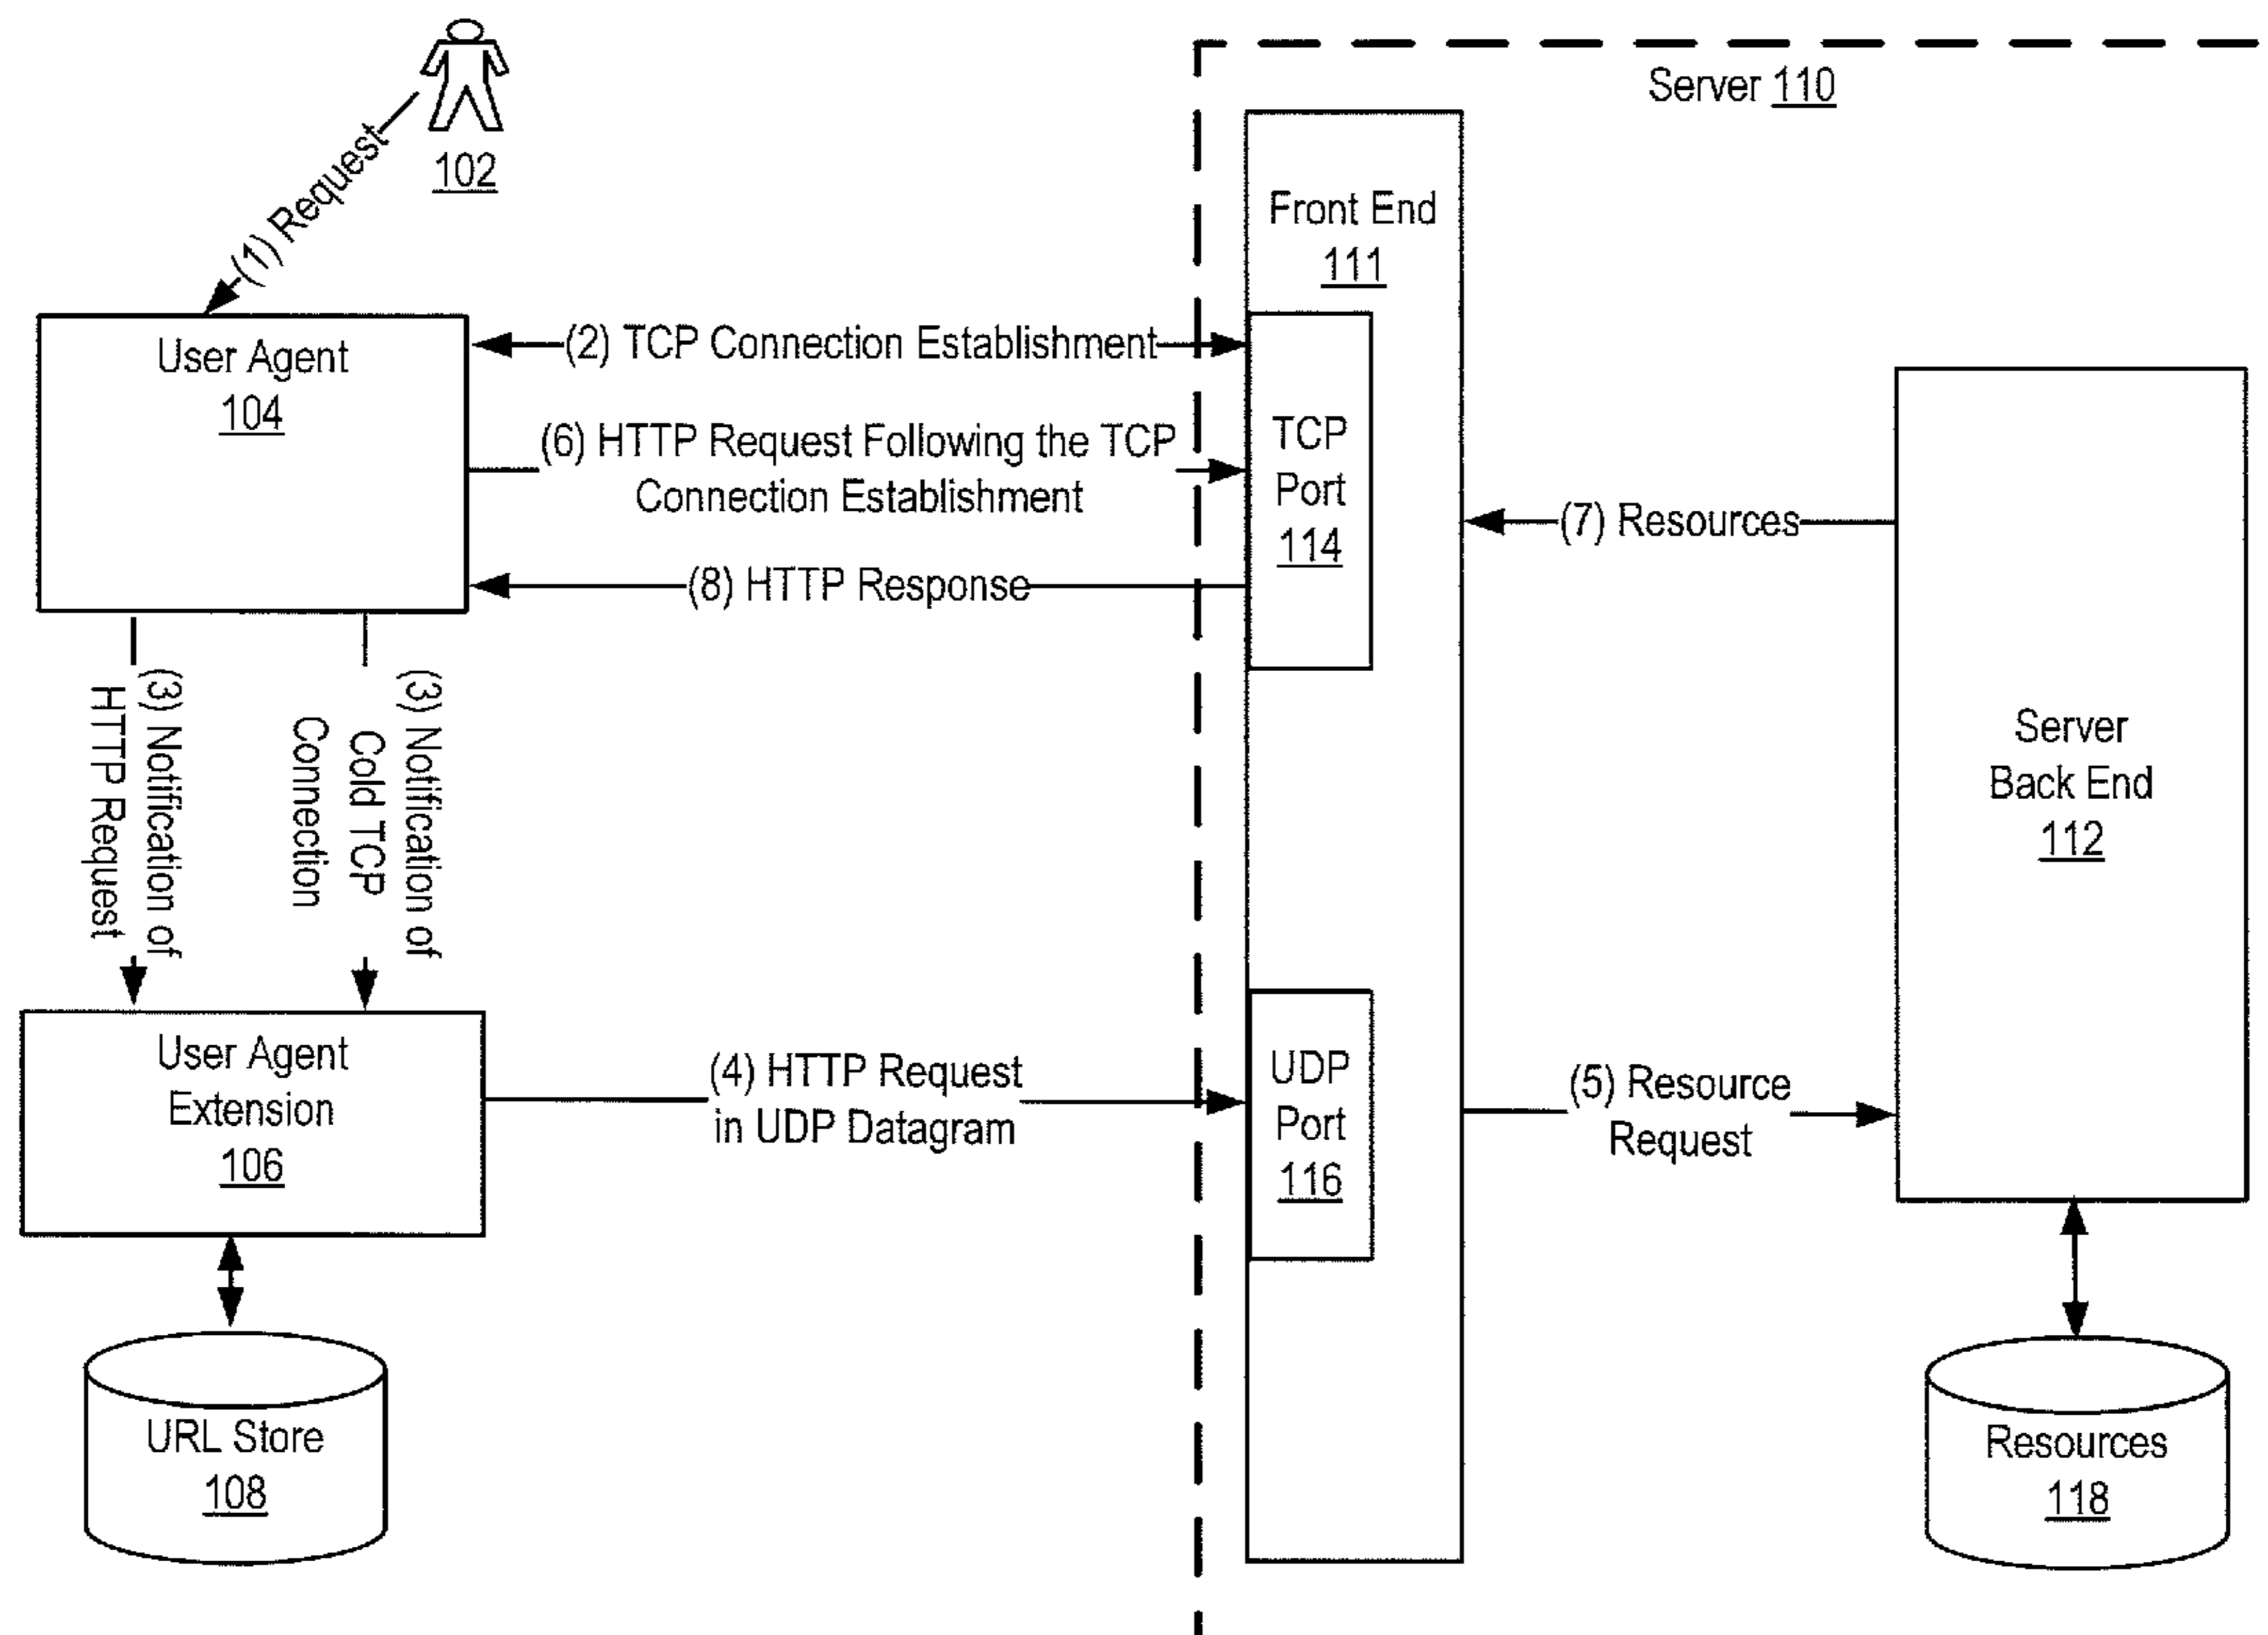 102
(1) Request
Server 110
Front End
111
User Agent
104
(2) TCP Connection Establishment
(6) HTTP Request Following the TCP
Connection Establishment
(8) HTTP Response
TCP
Port
114
(7) Resources
Server
Back End
112
(3) Notification of
HTTP Request
(3) Notification of
Cold TCP
Connection
User Agent
Extension
106
(4) HTTP Request
in UDP Datagram
UDP
Port
116
(5) Resource
Request
URL Store
108
Resources
118